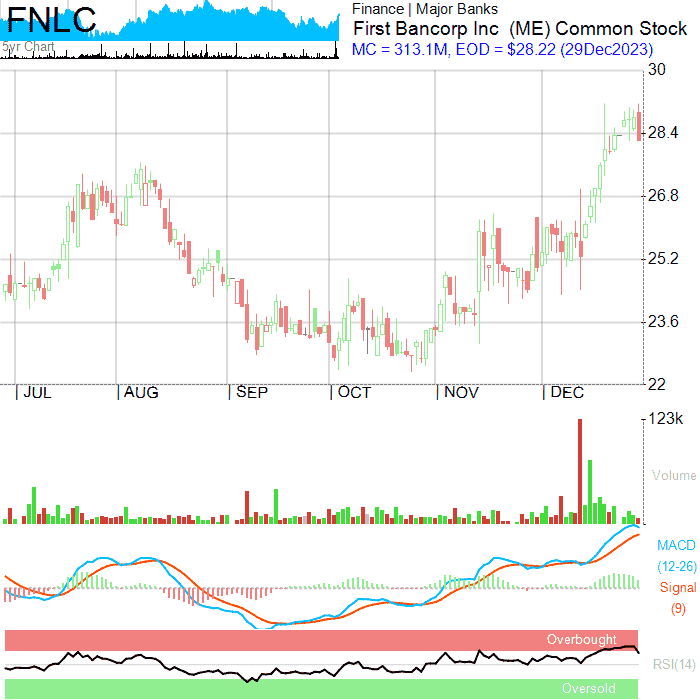 FNLC
5yr Chart
Finance | Major Banks
First Bancorp Inc (ME) Common Stock
MC = 313.1M, EOD = $28.22 (29Dec2023)
30
28.4
26.8
25.2
23.6
22
| JUL | AUG | SEP | OCT | NOV | DEC
123k
Volume
MACD
(12-26)
Signal
(9)
Overbought
RSI(14)
Oversold